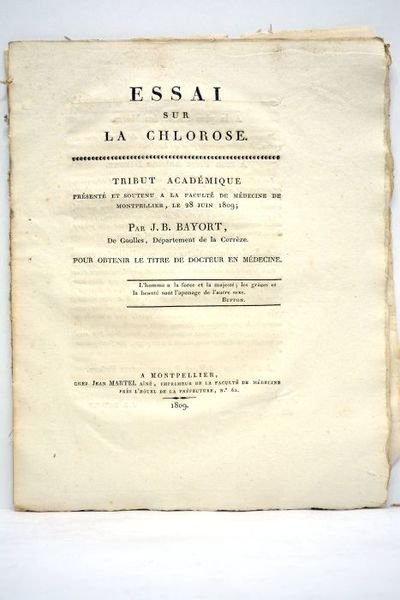 ESSAI
SUR
LA CHLOROSE.
TRIBUT ACADÉMIQUE
PRÉSENTÉ ET SOUTENU A LA FACULTÉ DE MÉDECINE DE
MONTPELLIER, LE 28 JUIN 1809;
PAR J. B. BAYORT,
De Goulles, Département de la Corrèze.
POUR OBTENIR LE TITRE DE DOCTEUR EN MÉDECINE.
L'homme a la force et la majesté; les grâces et
la beauté sont l'apanage de l'autre sexe.
BUFFON.
A MONTPELLIER,
CHEZ JEAN MARTEL AÎNÉ, IMPRIMEUR DE LA FACULTÉ DE MÉDECINE
PRÈS L'HÔTEL DE LA PRÉFECTURE, N.° 62.
1809.